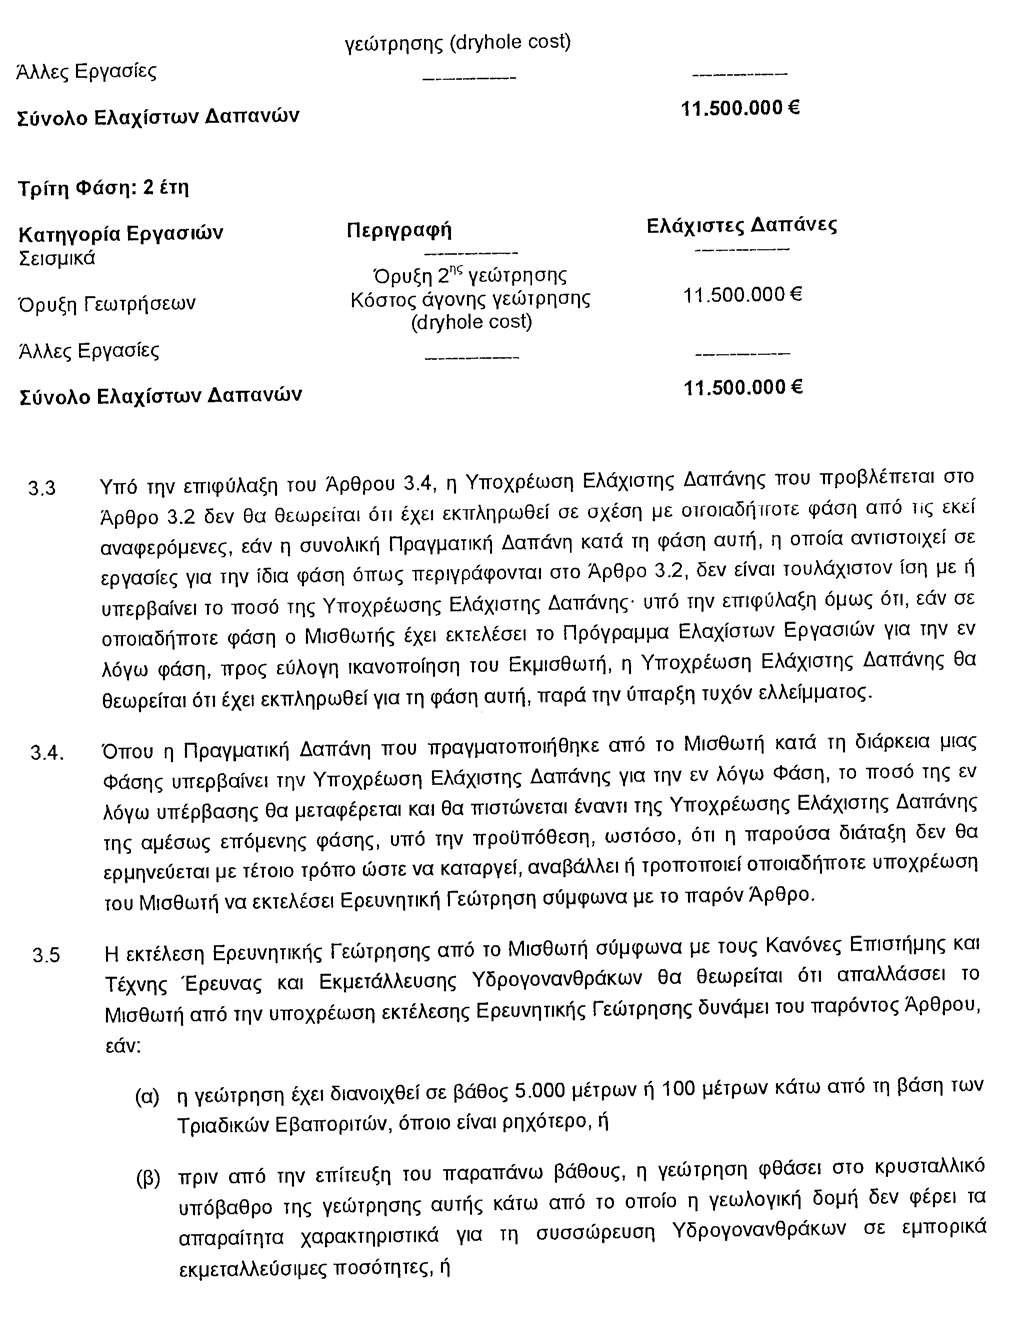 γεώτρησης (dryhole cost)
Άλλες Εργασίες ---------------- ----------------
Σύνολο Ελαχίστων Δαπανών 11.500.000 €
Τρίτη Φάση: 2 έτη
Κατηγορία Εργασιών Περιγραφή Ελάχιστες Δαπάνες
Σεισμικά ---------------- ----------------
Όρυξη 2ης γεώτρησης
Όρυξη Γεωτρήσεων Κόστος άγονης γεώτρησης 11.500.000 €
(dryhole cost)
Άλλες Εργασίες ---------------- ----------------
Σύνολο Ελαχίστων Δαπανών 11.500.000 €
3.3 Υπό την επιφύλαξη του Άρθρου 3.4, η Υποχρέωση Ελάχιστης Δαπάνης που προβλέπεται στο
Άρθρο 3.2 δεν θα θεωρείται ότι έχει εκπληρωθεί σε σχέση με οποιαδήποτε φάση από τις εκεί
αναφερόμενες, εάν η συνολική Πραγματική Δαπάνη κατά τη φάση αυτή, η οποία αντιστοιχεί σε
εργασίες για την ίδια φάση όπως περιγράφονται στο Άρθρο 3.2, δεν είναι τουλάχιστον ίση με ή
υπερβαίνει το ποσό της Υποχρέωσης Ελάχιστης Δαπάνης· υπό την επιφύλαξη όμως ότι, εάν σε
οποιαδήποτε φάση ο Μισθωτής έχει εκτελέσει το Πρόγραμμα Ελαχίστων Εργασιών για την εν
λόγω φάση, προς εύλογη ικανοποίηση του Εκμισθωτή, η Υποχρέωση Ελάχιστης Δαπάνης θα
θεωρείται ότι έχει εκπληρωθεί για τη φάση αυτή, παρά την ύπαρξη τυχόν ελλείμματος.
3.4. Όπου η Πραγματική Δαπάνη που πραγματοποιήθηκε από το Μισθωτή κατά τη διάρκεια μιας
Φάσης υπερβαίνει την Υποχρέωση Ελάχιστης Δαπάνης για την εν λόγω Φάση, το ποσό της εν
λόγω υπέρβασης θα μεταφέρεται και θα πιστώνεται έναντι της Υποχρέωσης Ελάχιστης Δαπάνης
της αμέσως επόμενης φάσης, υπό την προϋπόθεση, ωστόσο, ότι η παρούσα διάταξη δεν θα
ερμηνεύεται με τέτοιο τρόπο ώστε να καταργεί, αναβάλλει ή τροποποιεί οποιαδήποτε υποχρέωση
του Μισθωτή να εκτελέσει Ερευνητική Γεώτρηση σύμφωνα με το παρόν Άρθρο.
3.5 Η εκτέλεση Ερευνητικής Γεώτρησης από το Μισθωτή σύμφωνα με τους Κανόνες Επιστήμης και
Τέχνης Έρευνας και Εκμετάλλευσης Υδρογονανθράκων θα θεωρείται ότι απαλλάσσει το
Μισθωτή από την υποχρέωση εκτέλεσης Ερευνητικής Γεώτρησης δυνάμει του παρόντος Άρθρου,
εάν:
(α) η γεώτρηση έχει διανοιχθεί σε βάθος 5.000 μέτρων ή 100 μέτρων κάτω από τη βάση των
Τριαδικών Εβαποριτών, όποιο είναι ρηχότερο, ή
(β) πριν από την επίτευξη του παραπάνω βάθους, η γεώτρηση φθάσει στο κρυσταλλικό
υπόβαθρο της γεώτρησης αυτής κάτω από το οποίο η γεωλογική δομή δεν φέρει τα
απαραίτητα χαρακτηριστικά για τη συσσώρευση Υδρογονανθράκων σε εμπορικά
εκμεταλλεύσιμες ποσότητες, ή